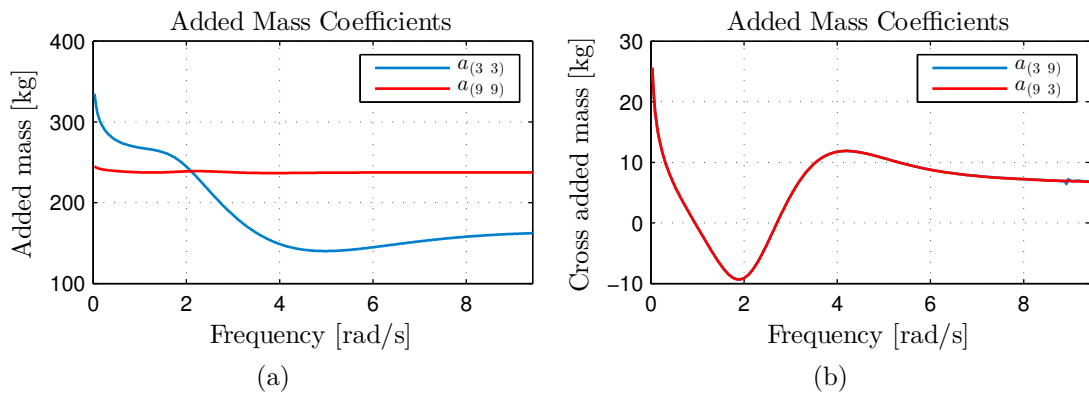 Added Mass Coefficients
Added mass [kg]
400
300
200
100
a(3 3)
a(9 9)
0 2 4 6 8
Frequency [rad/s]
(a)
Added Mass Coefficients
Cross added mass [kg]
30
20
10
0
−10
a(3 9)
a(9 3)
0 2 4 6 8
Frequency [rad/s]
(b)